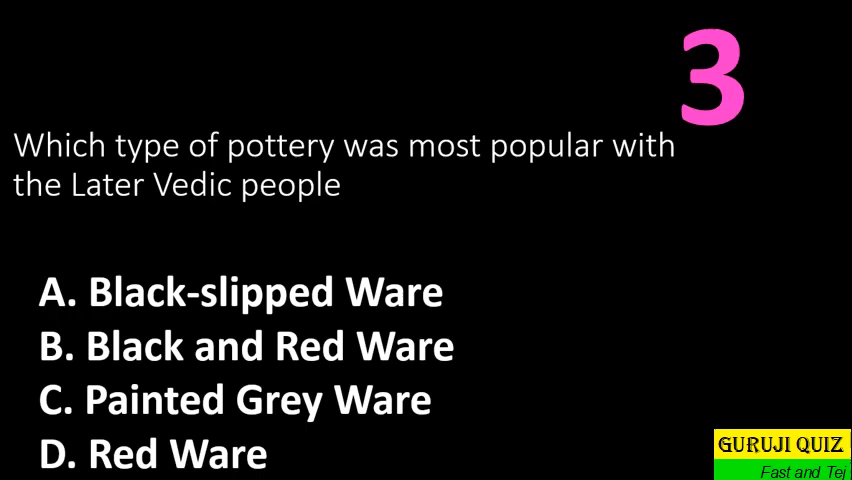 3
Which type of pottery was most popular with
the Later Vedic people
A. Black-slipped Ware
B. Black and Red Ware
C. Painted Grey Ware
D. Red Ware
GURUJI QUIZ
Fast and Tej